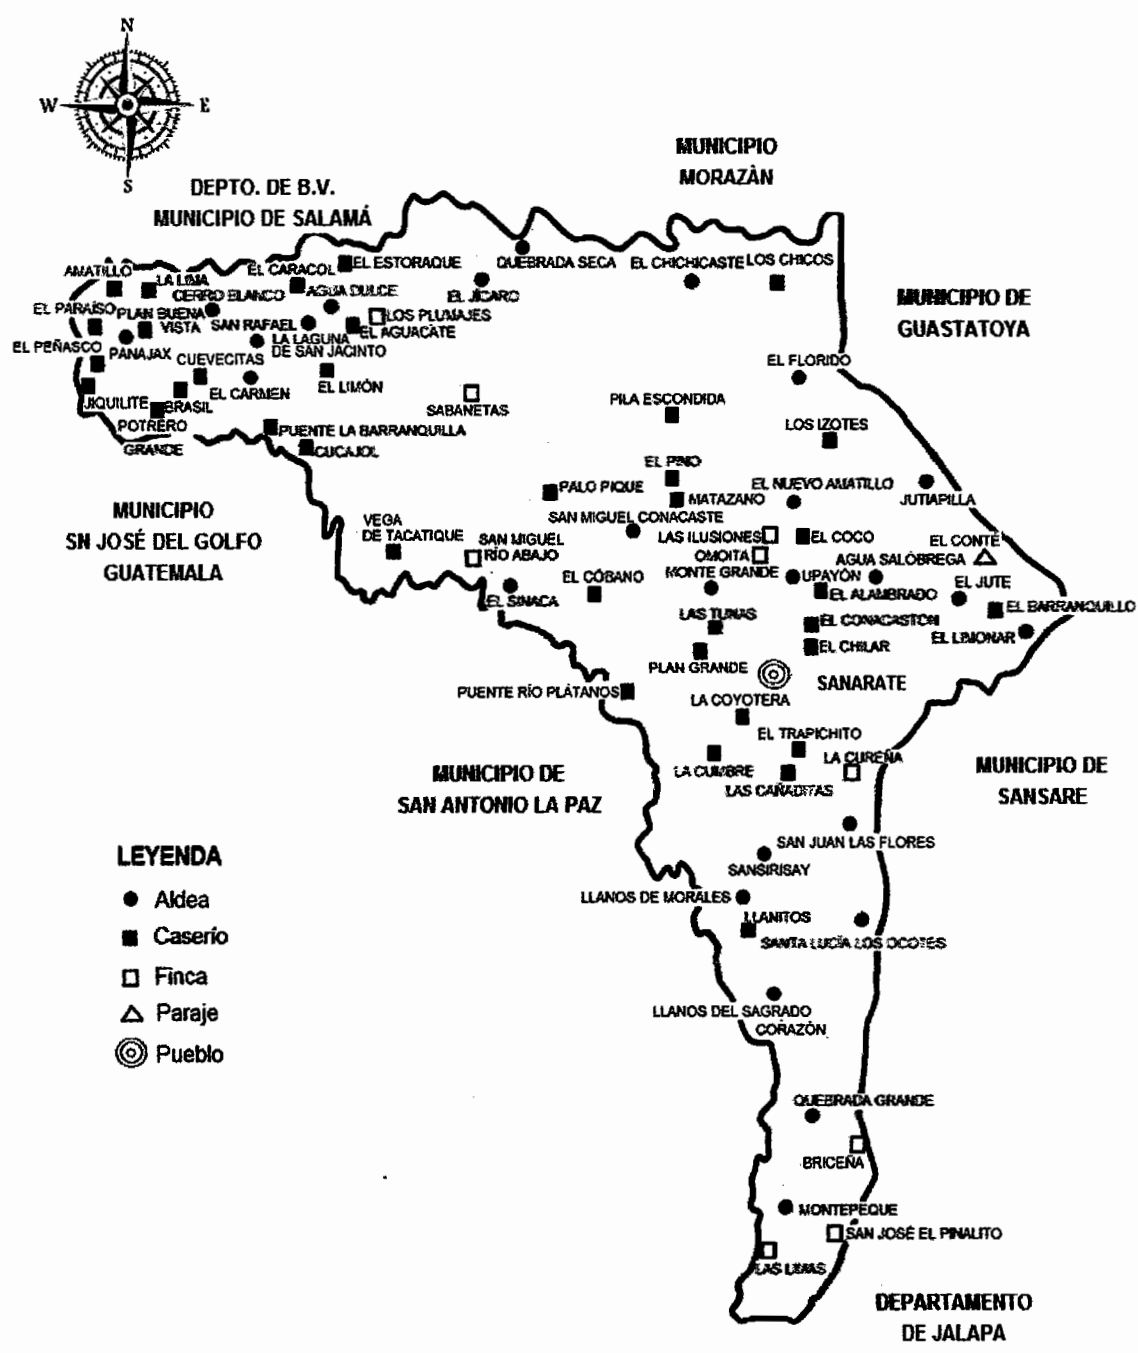 N
W
E
S
MUNICIPIO
MORAZÀN
DEPTO. DE B.V.
MUNICIPIO DE SALAMÁ
MUNICIPIO DE
GUASTATOYA
AMATILLO
LA LIMA
EL CARACOL
EL ESTORAQUE
QUEBRADA SECA
EL CHICHICASTE
LOS CHICOS
CERRO BLANCO
AGUA DULCE
EL JÍCARO
EL PARAÍSO
PLAN BUENA
VISTA
SAN RAFAEL
LOS PLUMAJES
EL AGUACATE
EL PEÑASCO
PANAJAX
LA LAGUNA
DE SAN JACINTO
CUEVECITAS
EL FLORIDO
EL CARMEN
EL LIMÓN
JIQUILITE
BRASIL
SABANETAS
PILA ESCONDIDA
POTRERO
GRANDE
PUENTE LA BARRANQUILLA
CUCAJOL
LOS IZOTES
EL PINO
PALO PIQUE
MATAZANO
EL NUEVO AMATILLO
JUTIAPILLA
MUNICIPIO
SN JOSÉ DEL GOLFO
GUATEMALA
VEGA
DE TACATIQUE
SAN MIGUEL CONACASTE
SAN MIGUEL
RÍO ABAJO
LAS ILUSIONES
EL COCO
EL CONTE
OMOITA
AGUA SALÓBREGA
EL CÓBANO
MONTE GRANDE
UPAYÓN
EL JUTE
EL SINACA
EL ALAMBRADO
EL BARRANQUILLO
LAS TUNAS
EL CONACASTON
EL LIMONAR
EL CHILAR
PLAN GRANDE
SANARATE
PUENTE RÍO PLÁTANOS
LA COYOTERA
EL TRAPICHITO
LA CUREÑA
LA CUMBRE
LAS CAÑADITAS
MUNICIPIO DE
SAN ANTONIO LA PAZ
MUNICIPIO DE
SANSARE
SAN JUAN LAS FLORES
SANSIRISAY
LLANOS DE MORALES
LLANITOS
SANTA LUCÍA LOS OCOTES
LLANOS DEL SAGRADO
CORAZÓN
QUEBRADA GRANDE
BRICEÑA
MONTEPEQUE
SAN JOSÉ EL PINALITO
LAS LIMAS
DEPARTAMENTO
DE JALAPA
LEYENDA
Aldea
Caserío
Finca
Paraje
Pueblo